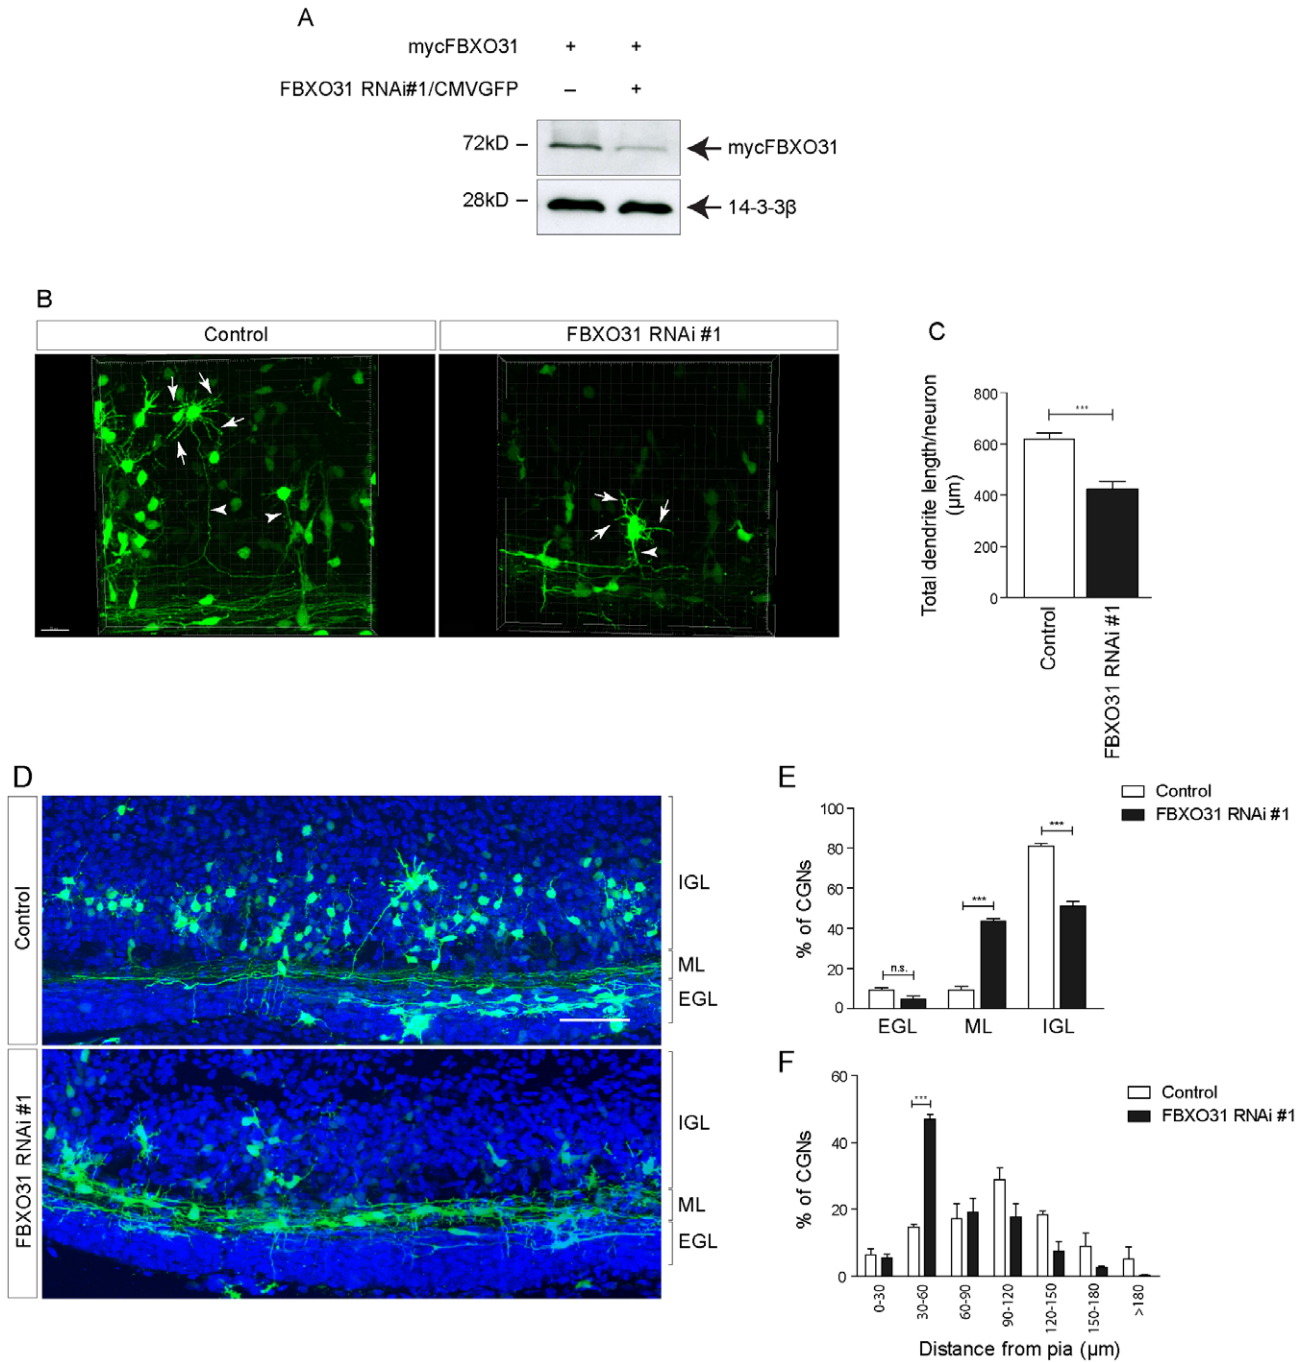 A
mycFBXO31 + +
FBXO31 RNAi#1/CMVGFP – +
72kD – mycFBXO31
28kD – 14-3-3β
B
Control FBXO31 RNAi #1
C
Total dendrite length/neuron
(µm)
800
600
400
200
0
***
Control
FBXO31 RNAi #1
D
Control
IGL
ML
EGL
FBXO31 RNAi #1
IGL
ML
EGL
E
Control
FBXO31 RNAi #1
% of CGNs
100
80
60
40
20
0
n.s.
***
***
EGL ML IGL
F
Control
FBXO31 RNAi #1
% of CGNs
60
40
20
0
***
0-30
30-60
60-90
90-120
120-150
150-180
>180
Distance from pia (µm)